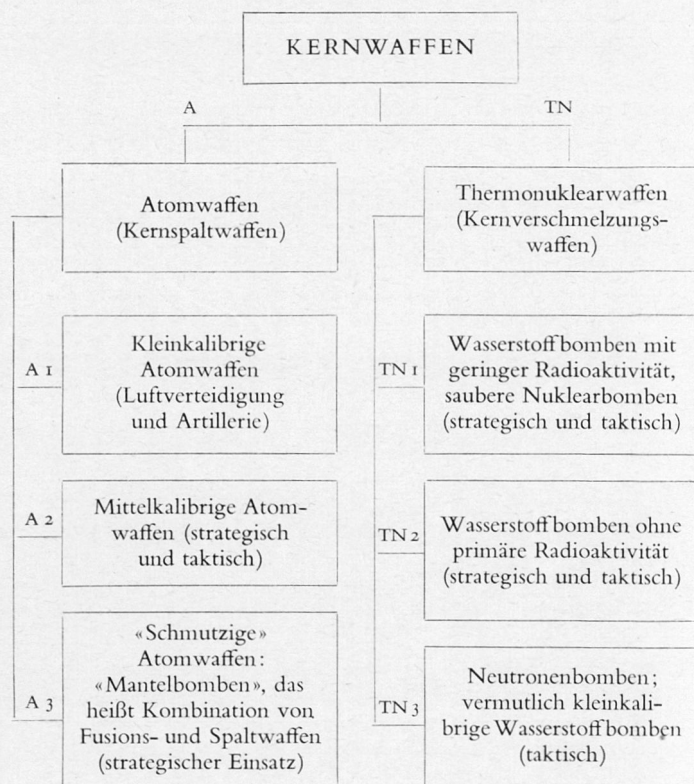 KERNWAFFEN
A
TN
Atomwaffen
(Kernspaltwaffen)
Thermonuklearwaffen
(Kernverschmelzungs-
waffen)
A 1
Kleinkalibrige
Atomwaffen
(Luftverteidigung
und Artillerie)
TN 1
Wasserstoffbomben mit
geringer Radioaktivität,
saubere Nuklearbomben
(strategisch und taktisch)
A 2
Mittelkalibrige Atom-
waffen (strategisch
und taktisch)
TN 2
Wasserstoffbomben ohne
primäre Radioaktivität
(strategisch und taktisch)
A 3
«Schmutzige»
Atomwaffen:
«Mantelbomben», das
heißt Kombination von
Fusions- und Spaltwaffen
(strategischer Einsatz)
TN 3
Neutronenbomben;
vermutlich kleinkali-
brige Wasserstoffbomben
(taktisch)